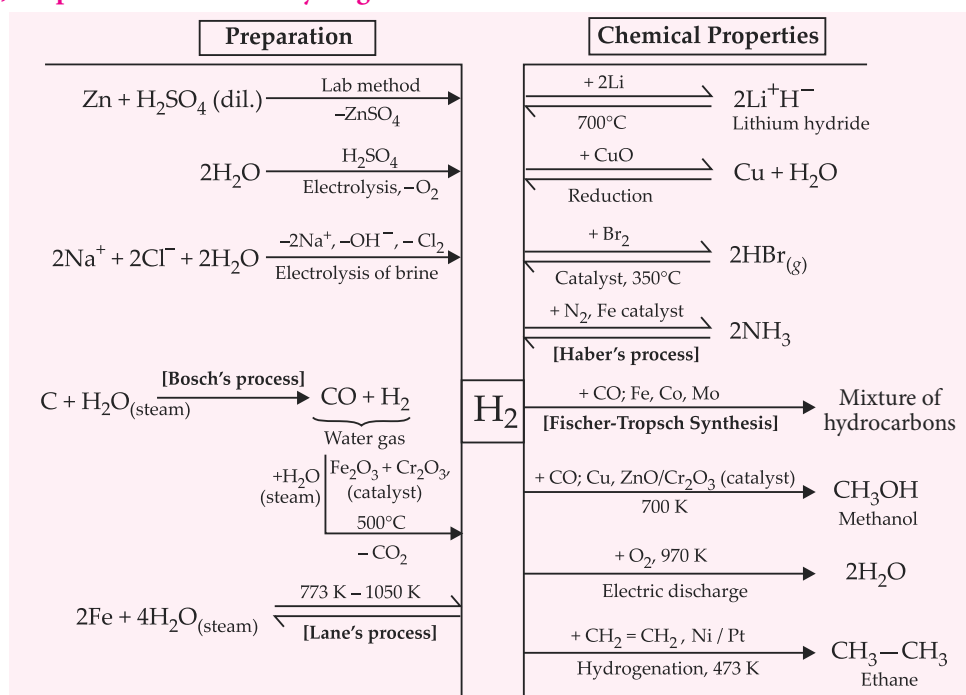 Preparation
Zn + H₂SO₄ (dil.) Lab method
–ZnSO₄
2H₂O H₂SO₄
Electrolysis, –O₂
2Na⁺ + 2Cl⁻ + 2H₂O –2Na⁺, –OH⁻, – Cl₂
Electrolysis of brine
C + H₂O(steam) [Bosch's process] CO + H₂
Water gas
+H₂O
(steam)
Fe₂O₃ + Cr₂O₃,
(catalyst)
500°C
– CO₂
2Fe + 4H₂O(steam) 773 K – 1050 K
[Lane's process]
H₂
Chemical Properties
+ 2Li
700°C
2Li⁺H⁻
Lithium hydride
+ CuO
Reduction
Cu + H₂O
+ Br₂
Catalyst, 350°C
2HBr(g)
+ N₂, Fe catalyst
[Haber's process]
2NH₃
+ CO; Fe, Co, Mo
[Fischer-Tropsch Synthesis]
Mixture of
hydrocarbons
+ CO; Cu, ZnO/Cr₂O₃ (catalyst)
700 K
CH₃OH
Methanol
+ O₂, 970 K
Electric discharge
2H₂O
+ CH₂ = CH₂ , Ni / Pt
Hydrogenation, 473 K
CH₃—CH₃
Ethane